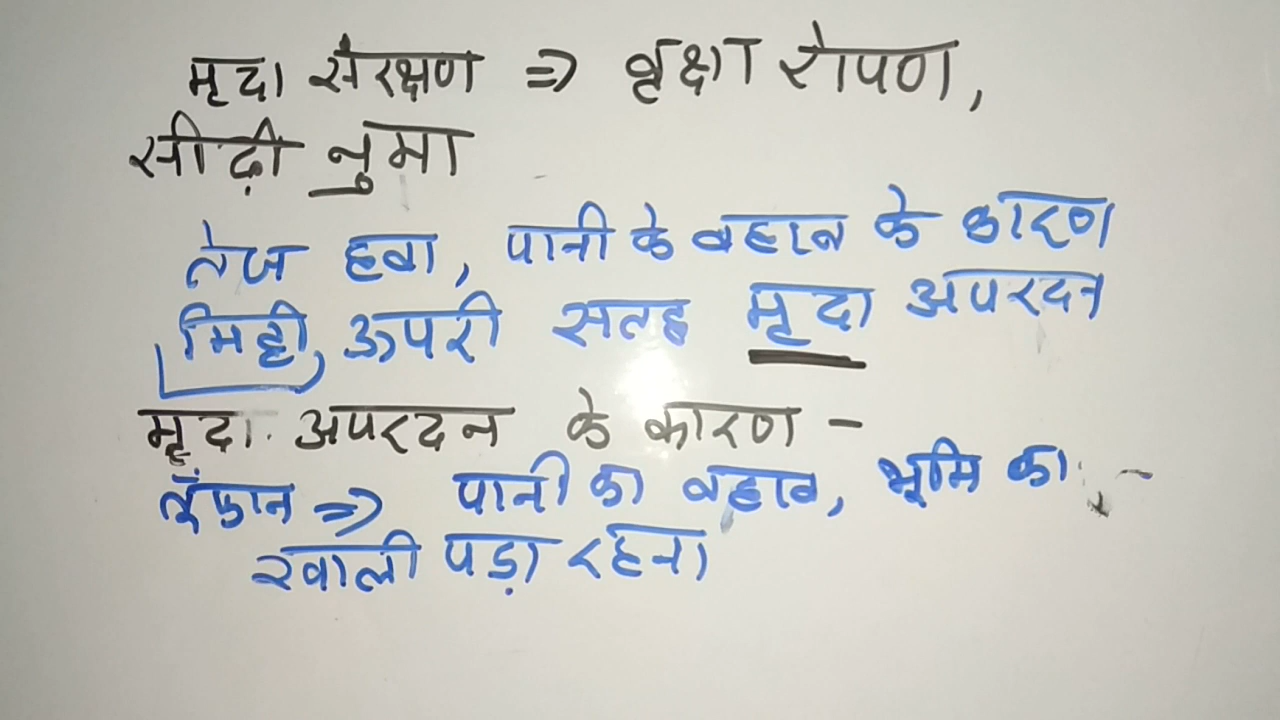 मृदा संरक्षण => वृक्षा रोपण,
सीढ़ी नुमा
तेज हवा, पानी के बहाव के कारण
मिट्टी, ऊपरी सतह मृदा अपरदन
मृदा अपरदन के कारण -
तूफान => पानी का बहाव, भूमि का
खाली पड़ा रहना